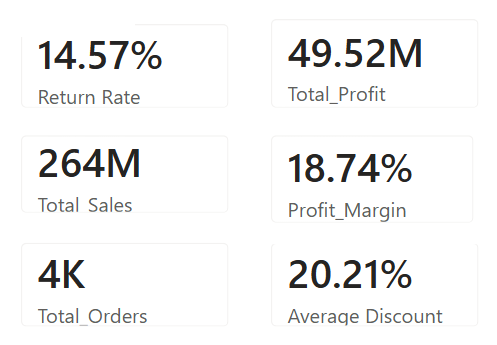 14.57%
Return Rate
49.52M
Total_Profit
264M
Total_Sales
18.74%
Profit_Margin
4K
Total_Orders
20.21%
Average Discount